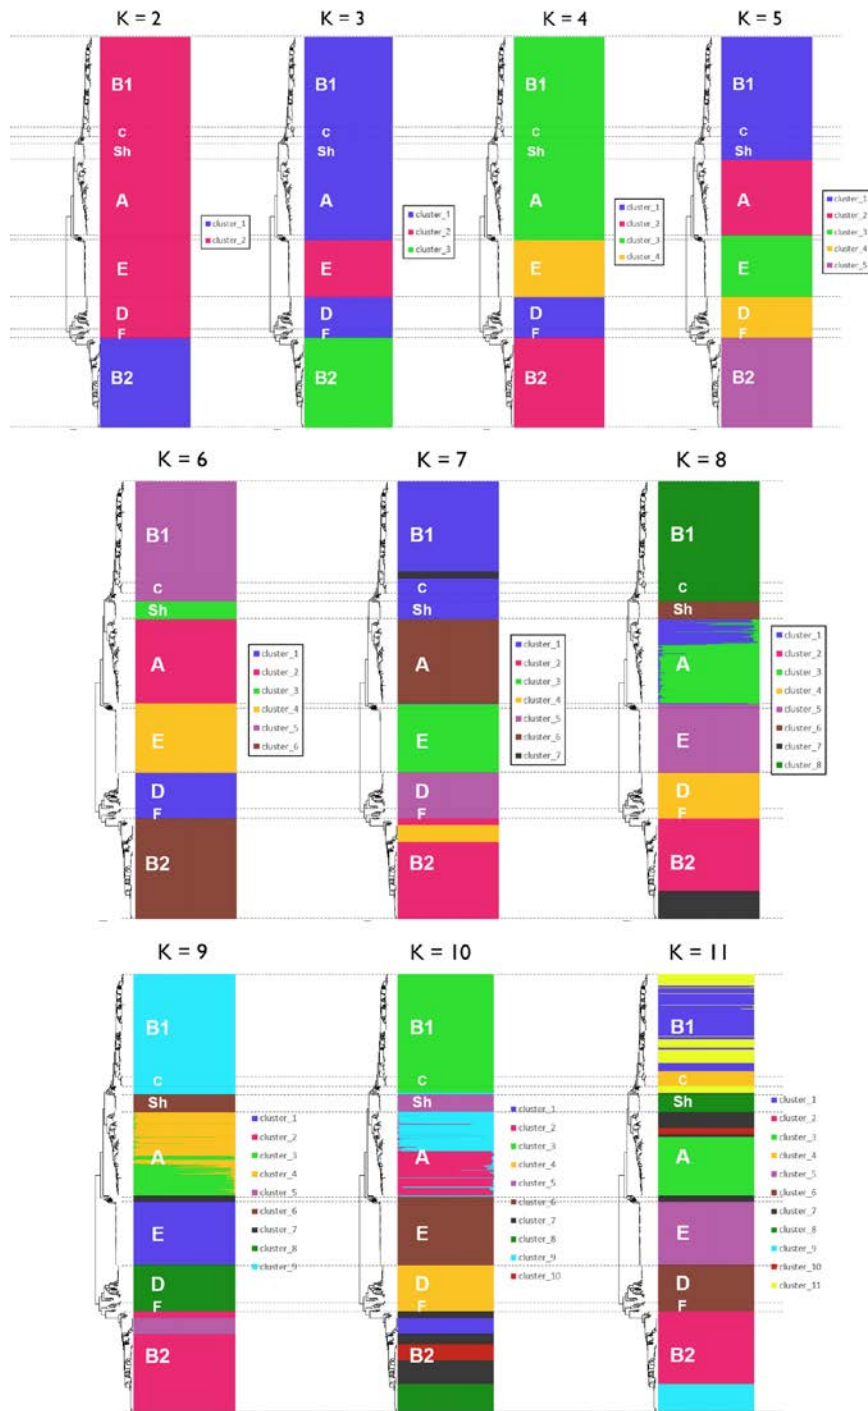 K = 2
K = 3
K = 4
K = 5
B1
C
Sh
A
E
D
F
B2
cluster_1
cluster_2
B1
C
Sh
A
E
D
F
B2
cluster_1
cluster_2
cluster_3
B1
C
Sh
A
E
D
F
B2
cluster_1
cluster_2
cluster_3
cluster_4
B1
C
Sh
A
E
D
F
B2
cluster_1
cluster_2
cluster_3
cluster_4
cluster_5
K = 6
K = 7
K = 8
B1
C
Sh
A
E
D
F
B2
cluster_1
cluster_2
cluster_3
cluster_4
cluster_5
cluster_6
B1
C
Sh
A
E
D
F
B2
cluster_1
cluster_2
cluster_3
cluster_4
cluster_5
cluster_6
cluster_7
B1
C
Sh
A
E
D
F
B2
cluster_1
cluster_2
cluster_3
cluster_4
cluster_5
cluster_6
cluster_7
cluster_8
K = 9
K = 10
K = 11
B1
C
Sh
A
E
D
F
B2
cluster_1
cluster_2
cluster_3
cluster_4
cluster_5
cluster_6
cluster_7
cluster_8
cluster_9
B1
C
Sh
A
E
D
F
B2
cluster_1
cluster_2
cluster_3
cluster_4
cluster_5
cluster_6
cluster_7
cluster_8
cluster_9
cluster_10
B1
C
Sh
A
E
D
F
B2
cluster_1
cluster_2
cluster_3
cluster_4
cluster_5
cluster_6
cluster_7
cluster_8
cluster_9
cluster_10
cluster_11